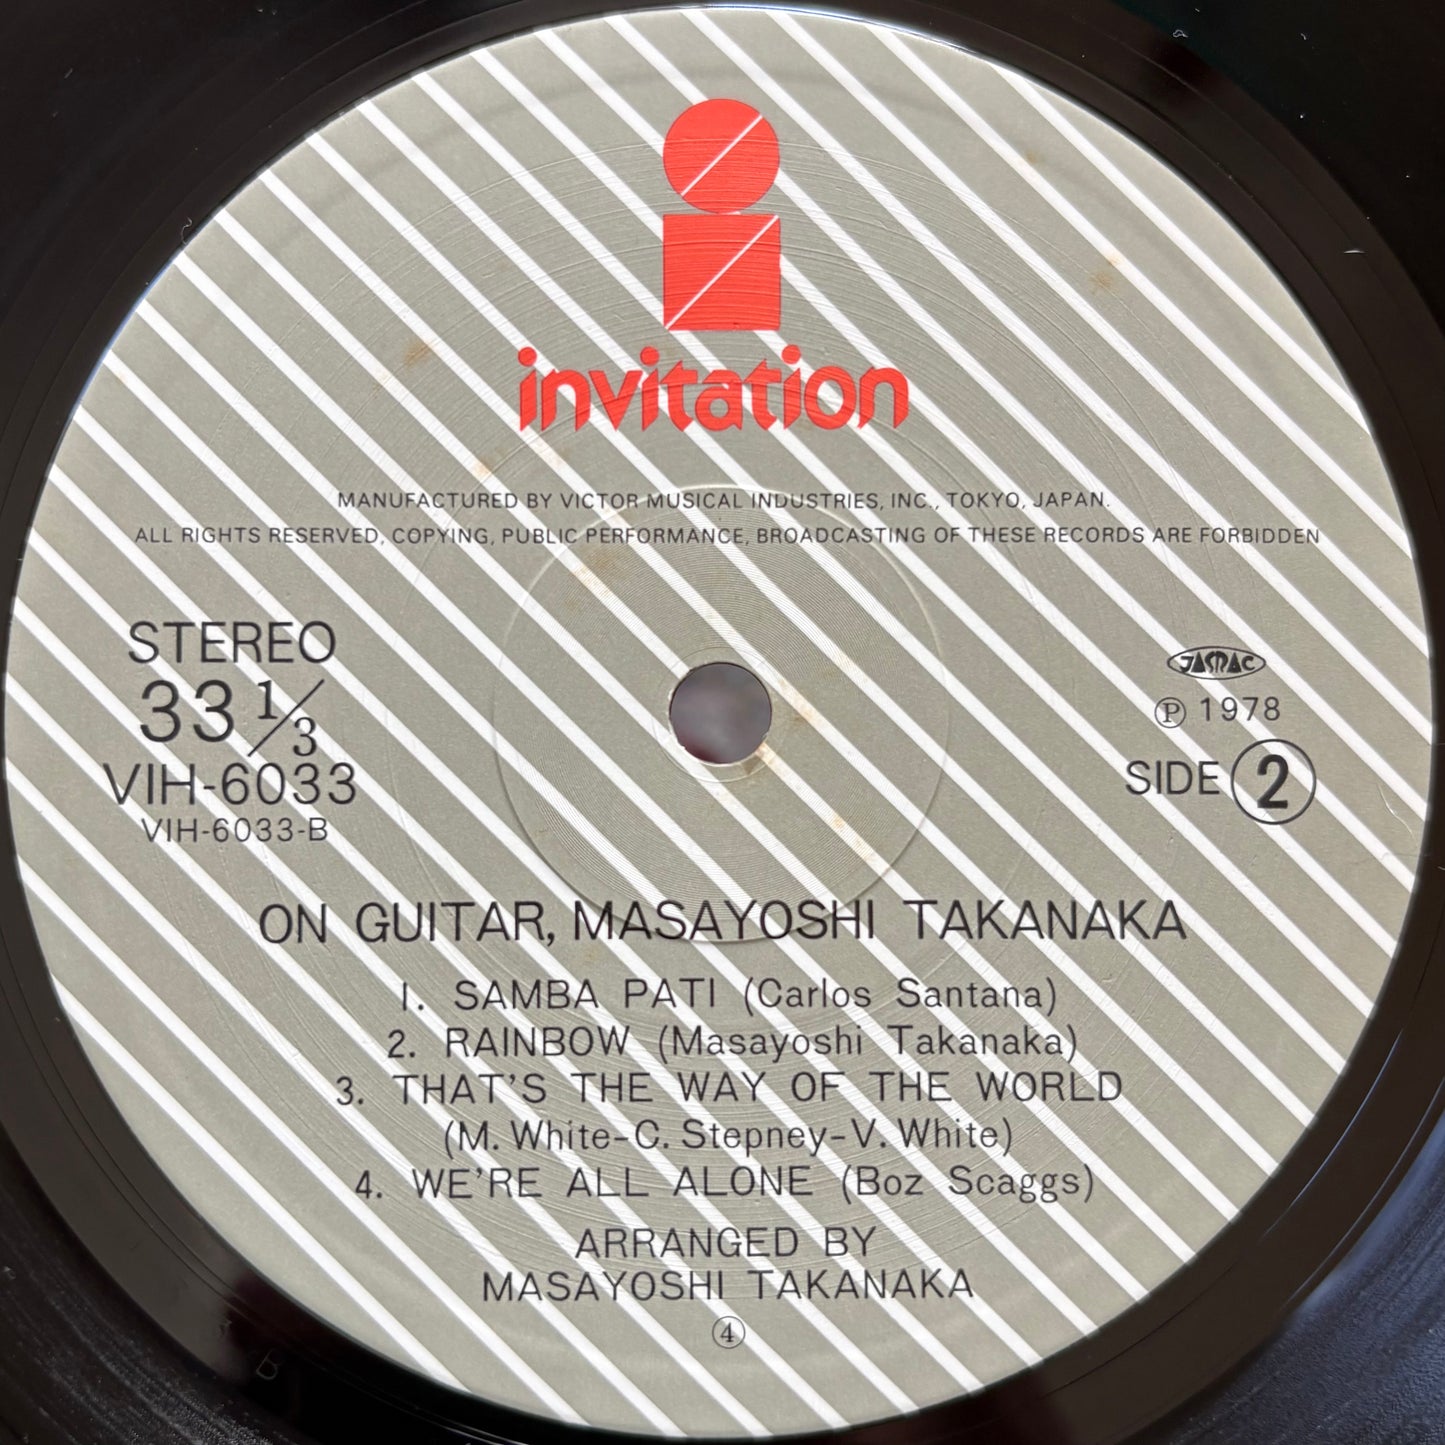 invitation
MANUFACTURED BY VICTOR MUSICAL INDUSTRIES, INC., TOKYO, JAPAN.
ALL RIGHTS RESERVED, COPYING, PUBLIC PERFORMANCE, BROADCASTING OF THESE RECORDS ARE FORBIDDEN
STEREO
33 1/3
VIH-6033
VIH-6033-B
JASRAC
Ⓟ 1978
SIDE 2
ON GUITAR, MASAYOSHI TAKANAKA
1. SAMBA PATI (Carlos Santana)
2. RAINBOW (Masayoshi Takanaka)
3. THAT'S THE WAY OF THE WORLD
(M. White-C. Stepney-V. White)
4. WE'RE ALL ALONE (Boz Scaggs)
ARRANGED BY
MASAYOSHI TAKANAKA
④
B